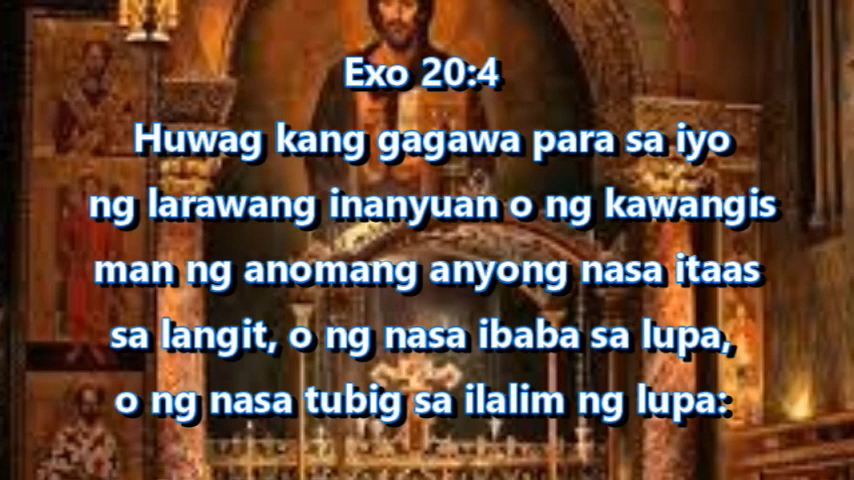 Exo 20:4
Huwag kang gagawa para sa iyo
ng larawang inanyuan o ng kawangis
man ng anomang anyong nasa itaas
sa langit, o ng nasa ibaba sa lupa,
o ng nasa tubig sa ilalim ng lupa: